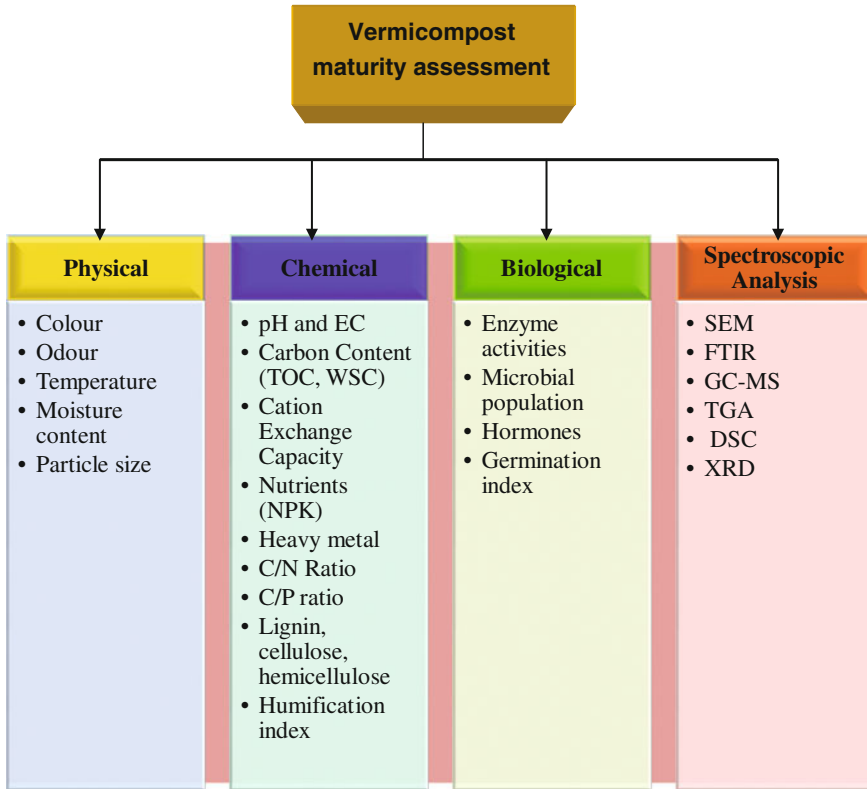 Vermicompost
maturity assessment
Physical
• Colour
• Odour
• Temperature
• Moisture
content
• Particle size
Chemical
• pH and EC
• Carbon Content
(TOC, WSC)
• Cation
Exchange
Capacity
• Nutrients
(NPK)
• Heavy metal
• C/N Ratio
• C/P ratio
• Lignin,
cellulose,
hemicellulose
• Humification
index
Biological
• Enzyme
activities
• Microbial
population
• Hormones
• Germination
index
Spectroscopic
Analysis
• SEM
• FTIR
• GC-MS
• TGA
• DSC
• XRD